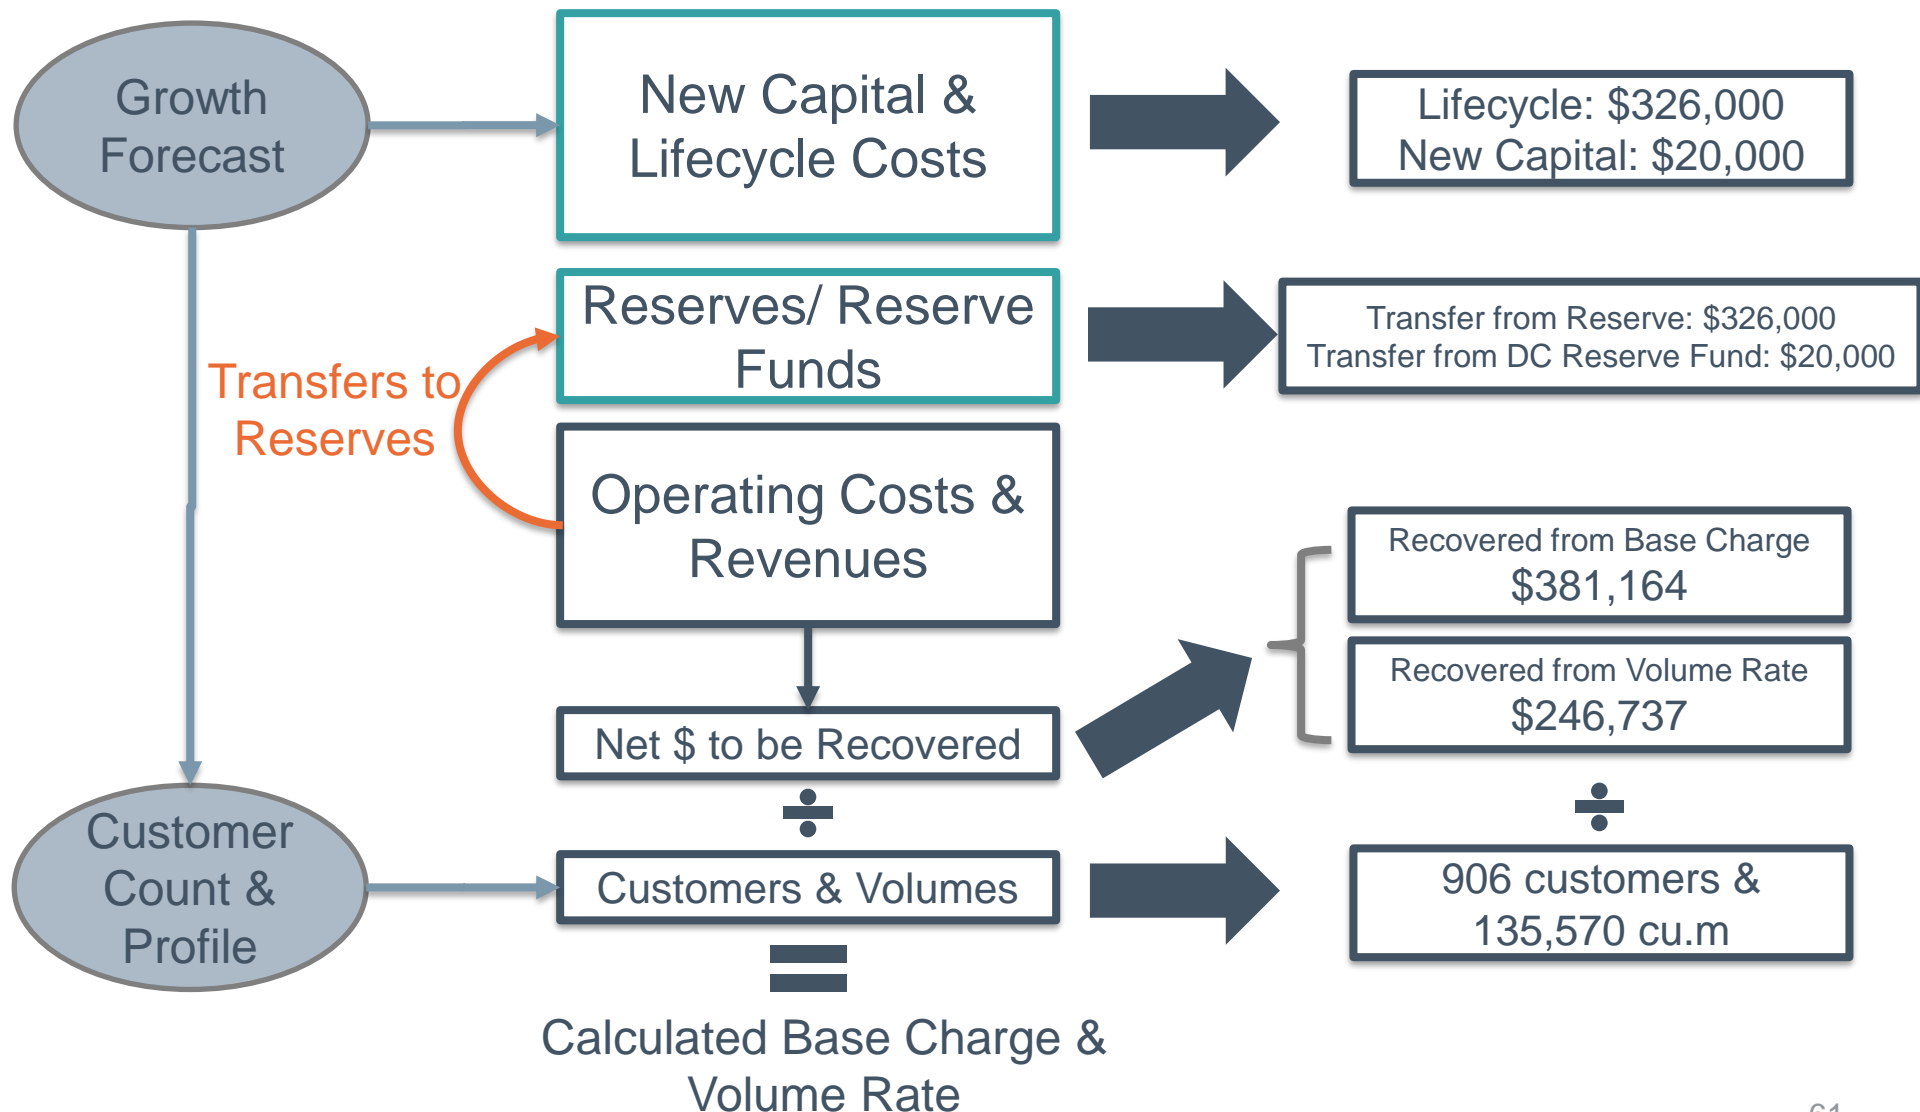 Growth
Forecast
New Capital &
Lifecycle Costs
Lifecycle: $326,000
New Capital: $20,000
Reserves/ Reserve
Funds
Transfer from Reserve: $326,000
Transfer from DC Reserve Fund: $20,000
Transfers to
Reserves
Operating Costs &
Revenues
Recovered from Base Charge
$381,164
Recovered from Volume Rate
$246,737
Net $ to be Recovered
÷
÷
Customer
Count &
Profile
Customers & Volumes
906 customers &
135,570 cu.m
=
Calculated Base Charge &
Volume Rate
61